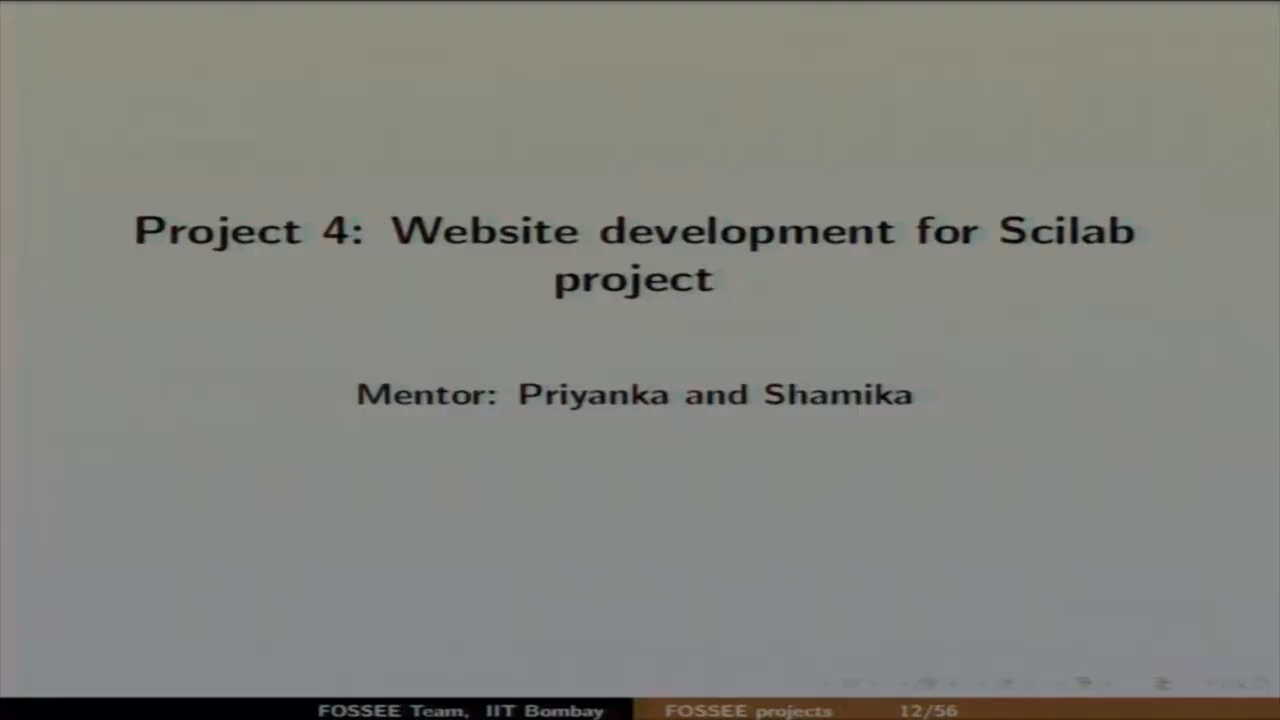 Project 4: Website development for Scilab
project
Mentor: Priyanka and Shamika
FOSSEE Team, IIT Bombay FOSSEE projects 12/56